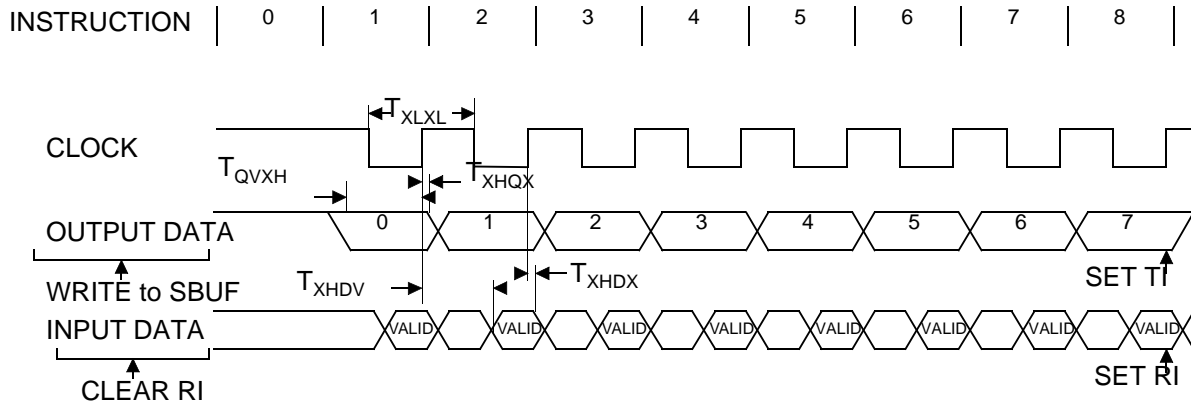 INSTRUCTION 0 1 2 3 4 5 6 7 8
TXLXL
CLOCK
TQVXH TXHQX
OUTPUT DATA 0 1 2 3 4 5 6 7
WRITE to SBUF TXHDV TXHDX SET TI
INPUT DATA VALID VALID VALID VALID VALID VALID VALID VALID
CLEAR RI SET RI